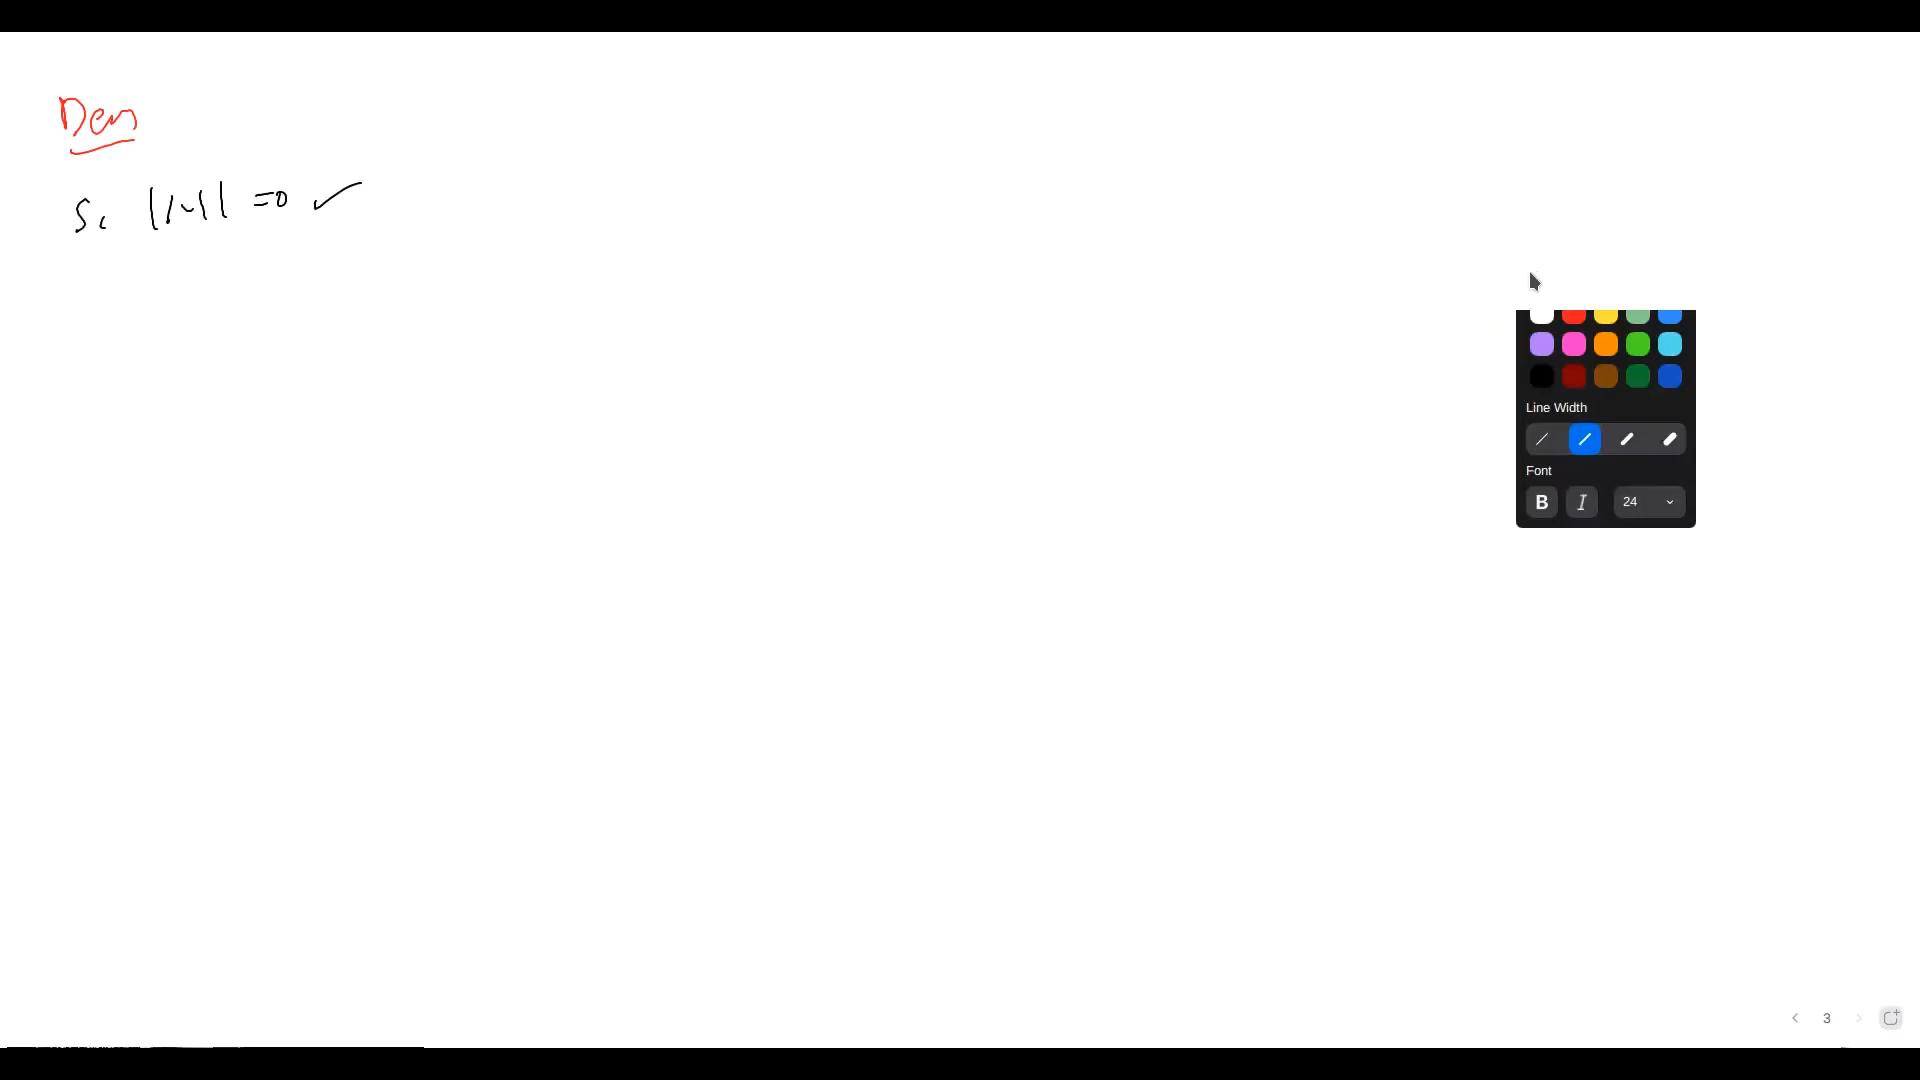 Dem
Si |M| = 0 ✓
Line Width
Font
B I 24
3